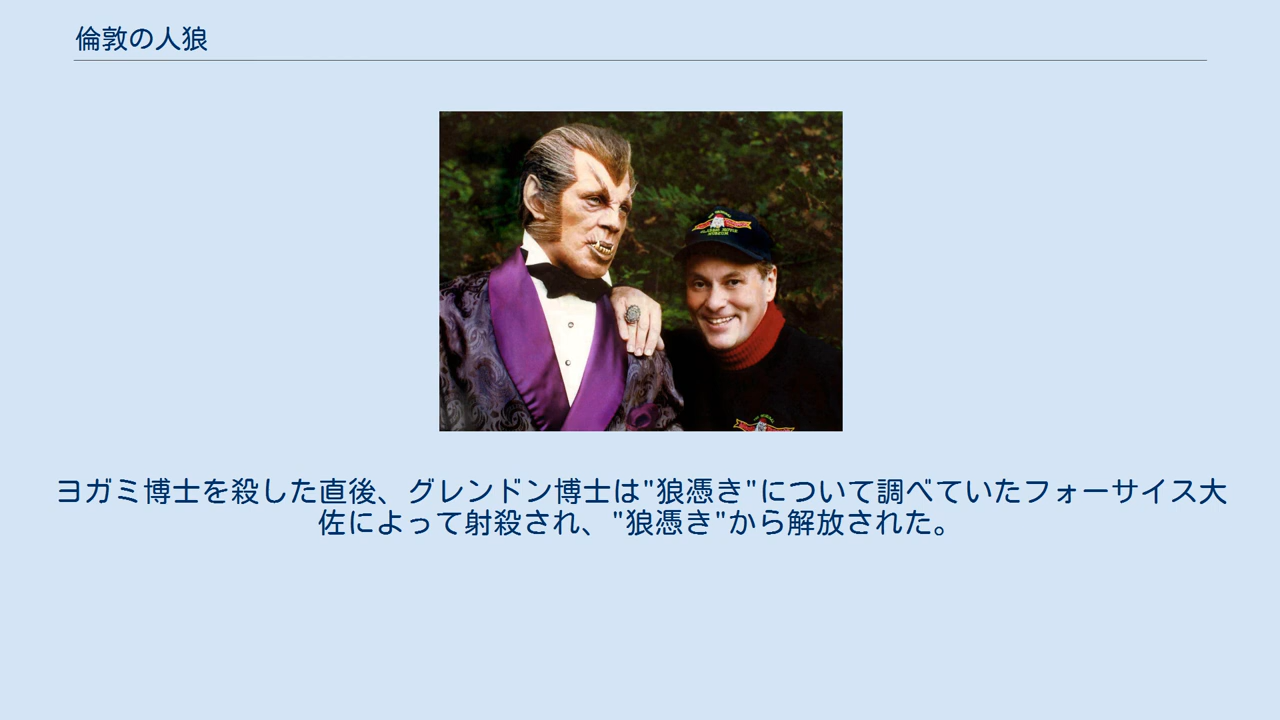 倫敦の人狼
ヨガミ博士を殺した直後、グレンドン博士は"狼憑き"について調べていたフォーサイス大
佐によって射殺され、"狼憑き"から解放された。